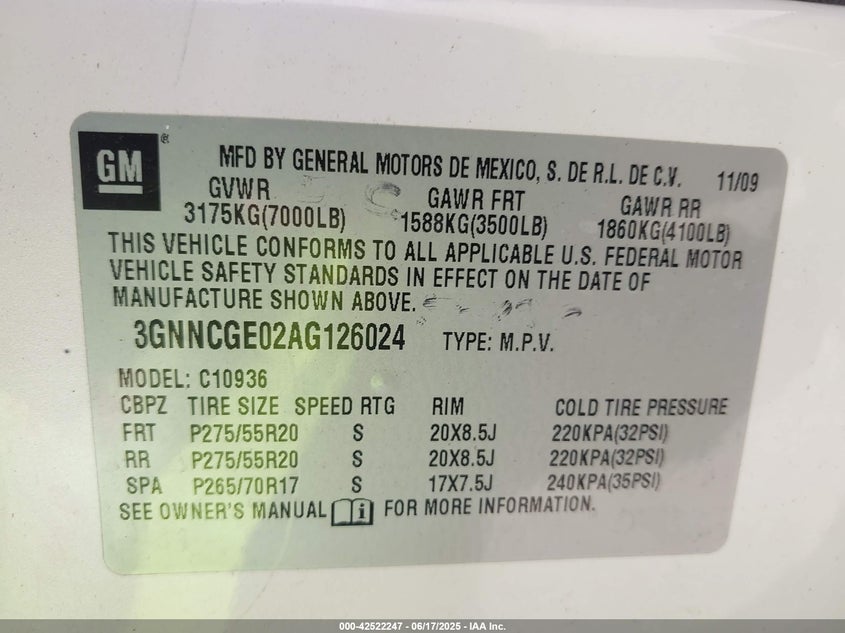 GM
MFD BY GENERAL MOTORS DE MEXICO, S. DE R.L. DE C.V. 11/09
GVWR GAWR FRT GAWR RR
3175KG(7000LB) 1588KG(3500LB) 1860KG(4100LB)
THIS VEHICLE CONFORMS TO ALL APPLICABLE U.S. FEDERAL MOTOR
VEHICLE SAFETY STANDARDS IN EFFECT ON THE DATE OF
MANUFACTURE SHOWN ABOVE.
3GNNCGE02AG126024 TYPE: M.P.V.
MODEL: C10936
CBPZ TIRE SIZE SPEED RTG RIM COLD TIRE PRESSURE
FRT P275/55R20 S 20X8.5J 220KPA(32PSI)
RR P275/55R20 S 20X8.5J 220KPA(32PSI)
SPA P265/70R17 S 17X7.5J 240KPA(35PSI)
SEE OWNER'S MANUAL i FOR MORE INFORMATION.
000-42522247 - 06/17/2025 - IAA Inc.